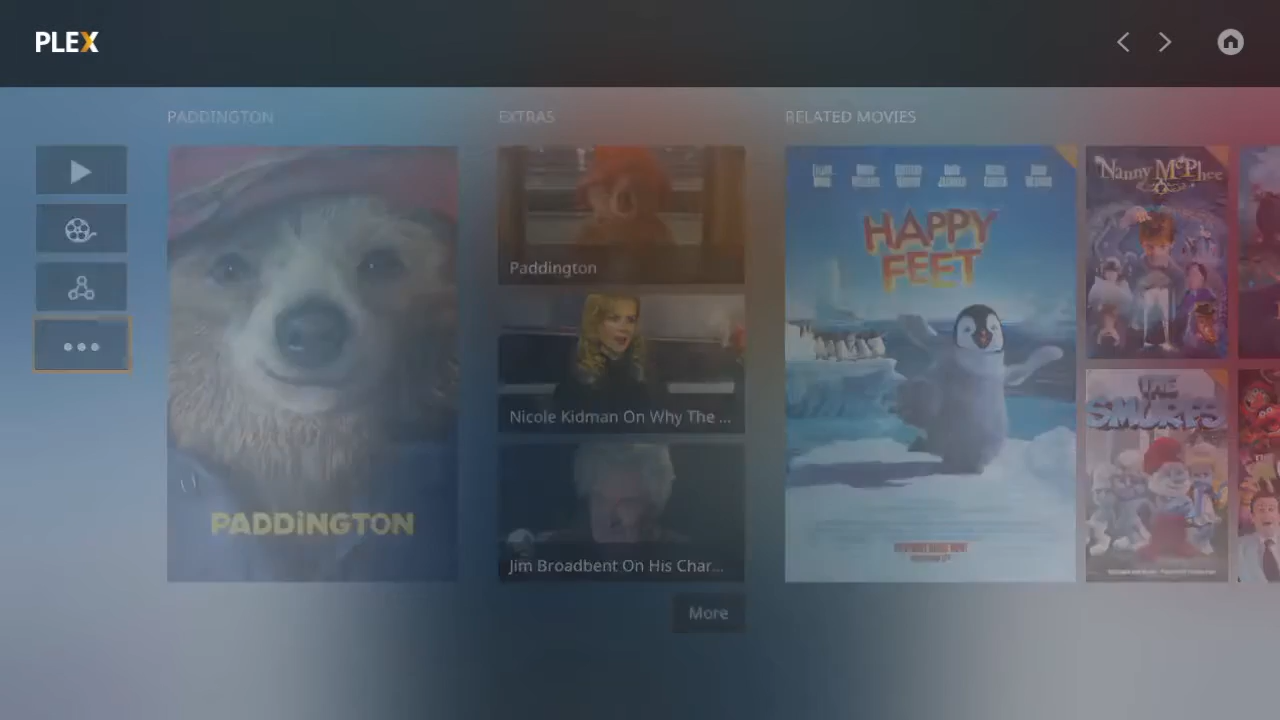 PLEX
PADDINGTON
EXTRAS
RELATED MOVIES
PADDiNGTON
Paddington
Nicole Kidman On Why The ...
Jim Broadbent On His Char...
More
HAPPY
FEET
Nanny McPhee
THE
SMURFS